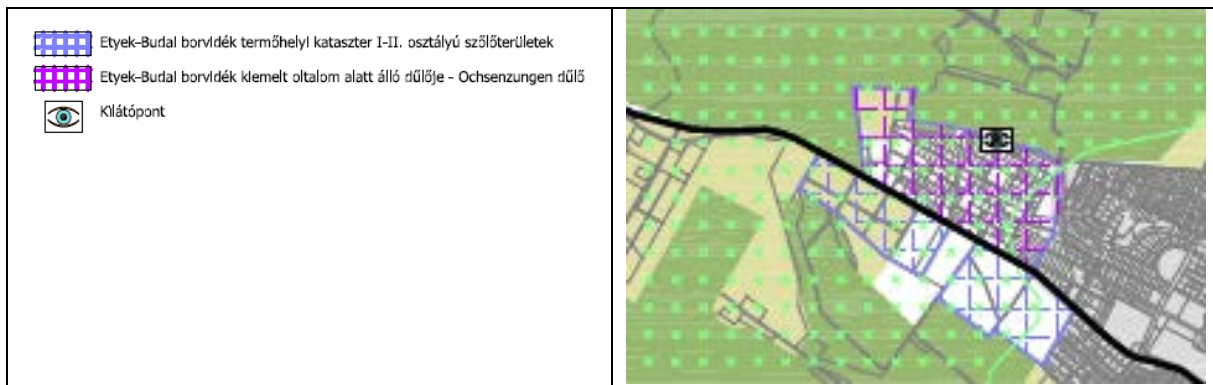 Etyek-Budai borvidék termőhelyi kataszter I-II. osztályú szőlőterületek
Etyek-Budai borvidék kiemelt oltalom alatt álló dűlője - Ochsenzungen dűlő
Kilátópont